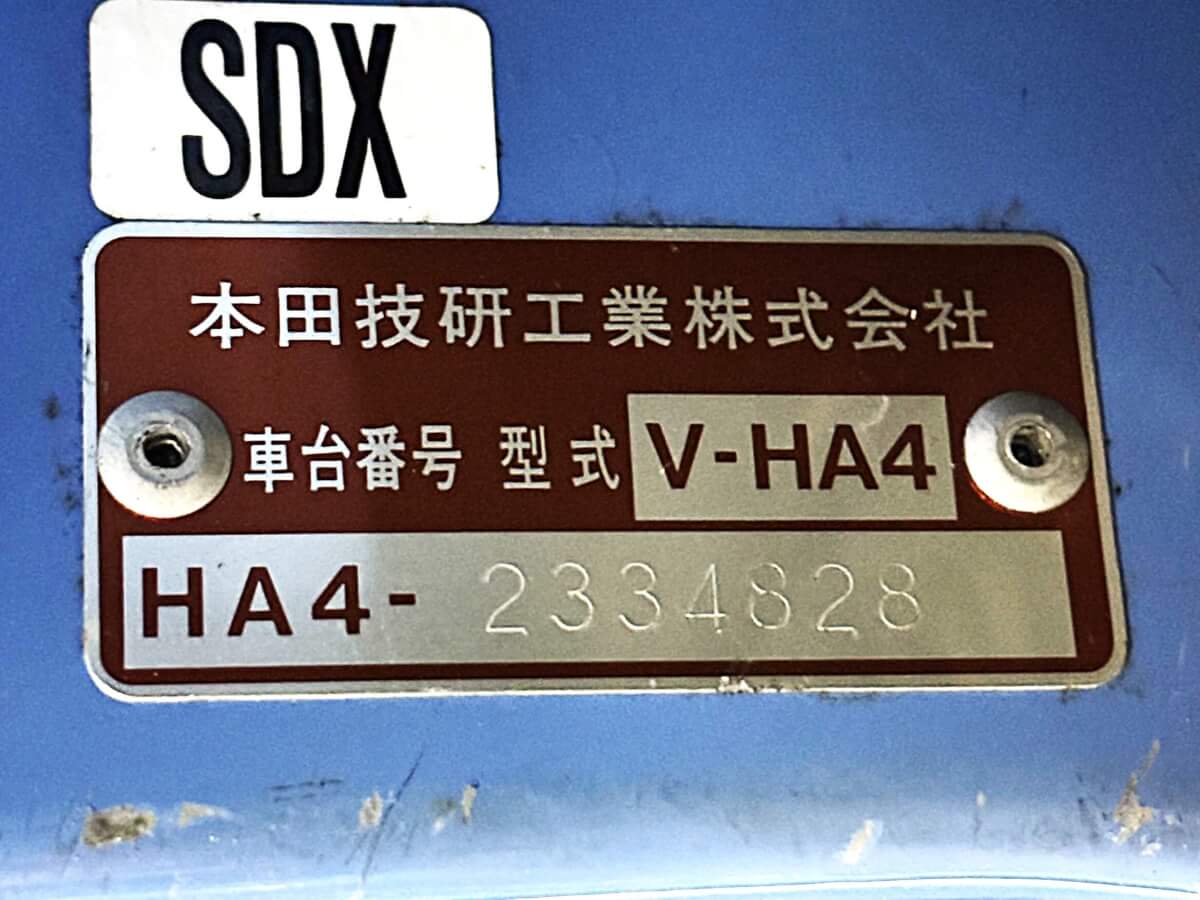 SDX
本田技研工業株式会社
車台番号 型式 V-HA4
HA4- 2334828